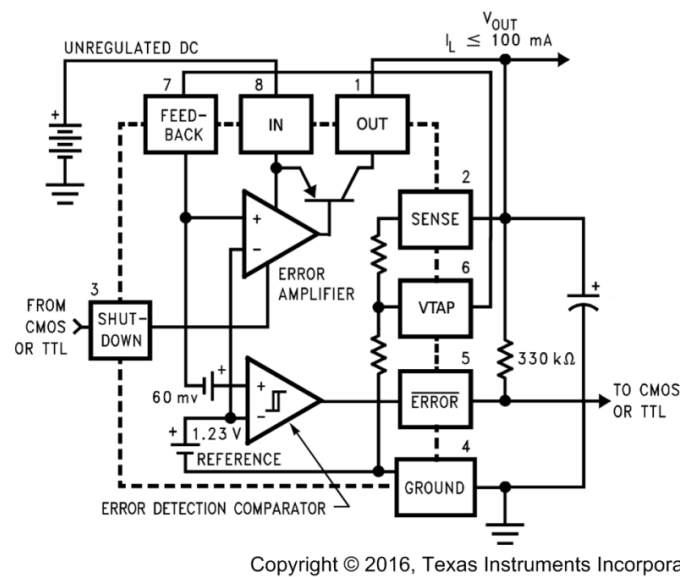 V_OUT
I_L ≤ 100 mA
UNREGULATED DC
7
8
1
+
FEED-
BACK
IN
OUT
2
SENSE
+
−
ERROR
AMPLIFIER
6
VTAP
+
3
FROM
CMOS
OR TTL
SHUT-
DOWN
330 kΩ
5
60 mv
+
+
−
ERROR
TO CMOS
OR TTL
+
1.23 V
REFERENCE
4
GROUND
ERROR DETECTION COMPARATOR
Copyright © 2016, Texas Instruments Incorpora